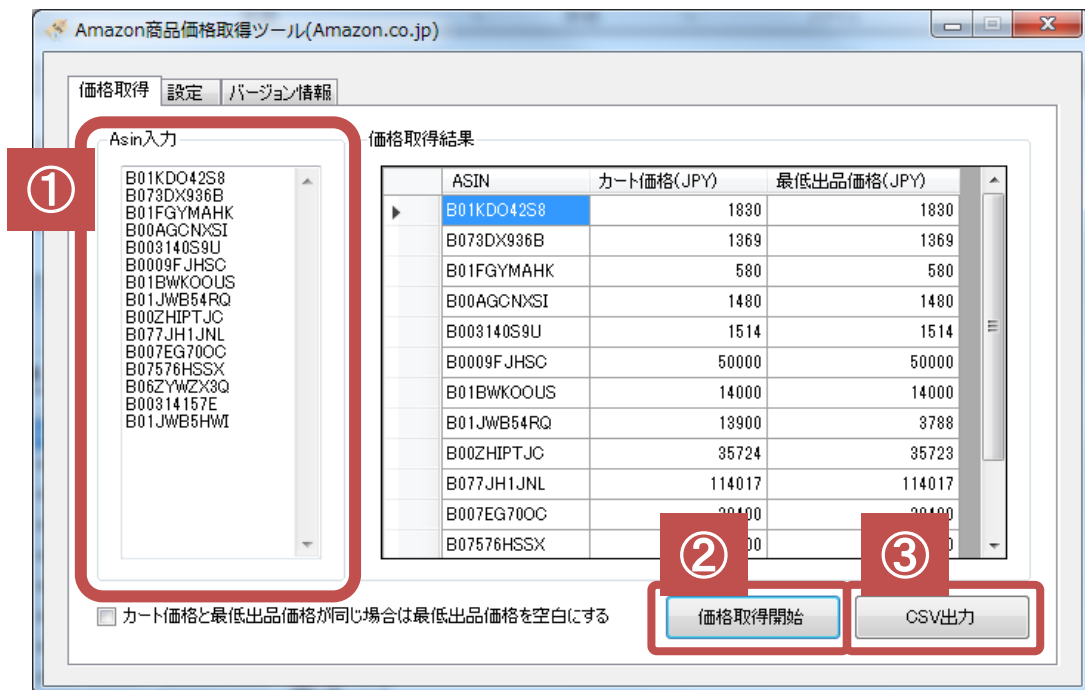 Amazon商品価格取得ツール(Amazon.co.jp)
価格取得 設定 バージョン情報
① Asin入力
B01KDO42S8
B073DX936B
B01FGYMAHK
B00AGCNXSI
B003140S9U
B0009FJHSC
B01BWKOOUS
B01JWB54RQ
B00ZHIPTJC
B077JH1JNL
B007EG70OC
B07576HSSX
B06ZYWZX3Q
B00314157E
B01JWB5HWI
価格取得結果
ASIN カート価格(JPY) 最低出品価格(JPY)
B01KDO42S8 1830 1830
B073DX936B 1369 1369
B01FGYMAHK 580 580
B00AGCNXSI 1480 1480
B003140S9U 1514 1514
B0009FJHSC 50000 50000
B01BWKOOUS 14000 14000
B01JWB54RQ 13900 3788
B00ZHIPTJC 35724 35723
B077JH1JNL 114017 114017
B007EG70OC
B07576HSSX
カート価格と最低出品価格が同じ場合は最低出品価格を空白にする
② 価格取得開始
③ CSV出力